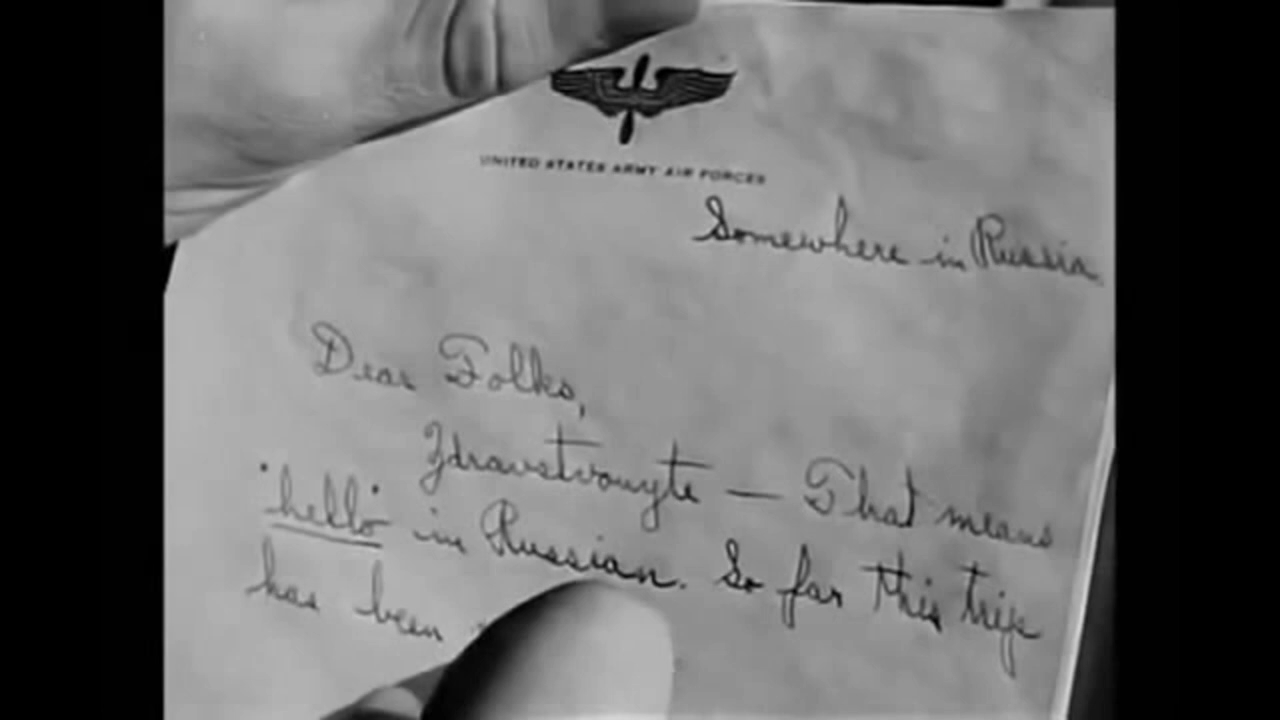 UNITED STATES ARMY AIR FORCES
Somewhere in Russia
Dear Folks,
Zdravstvouyte — That means
"hello" in Russian. So far this trip
has been